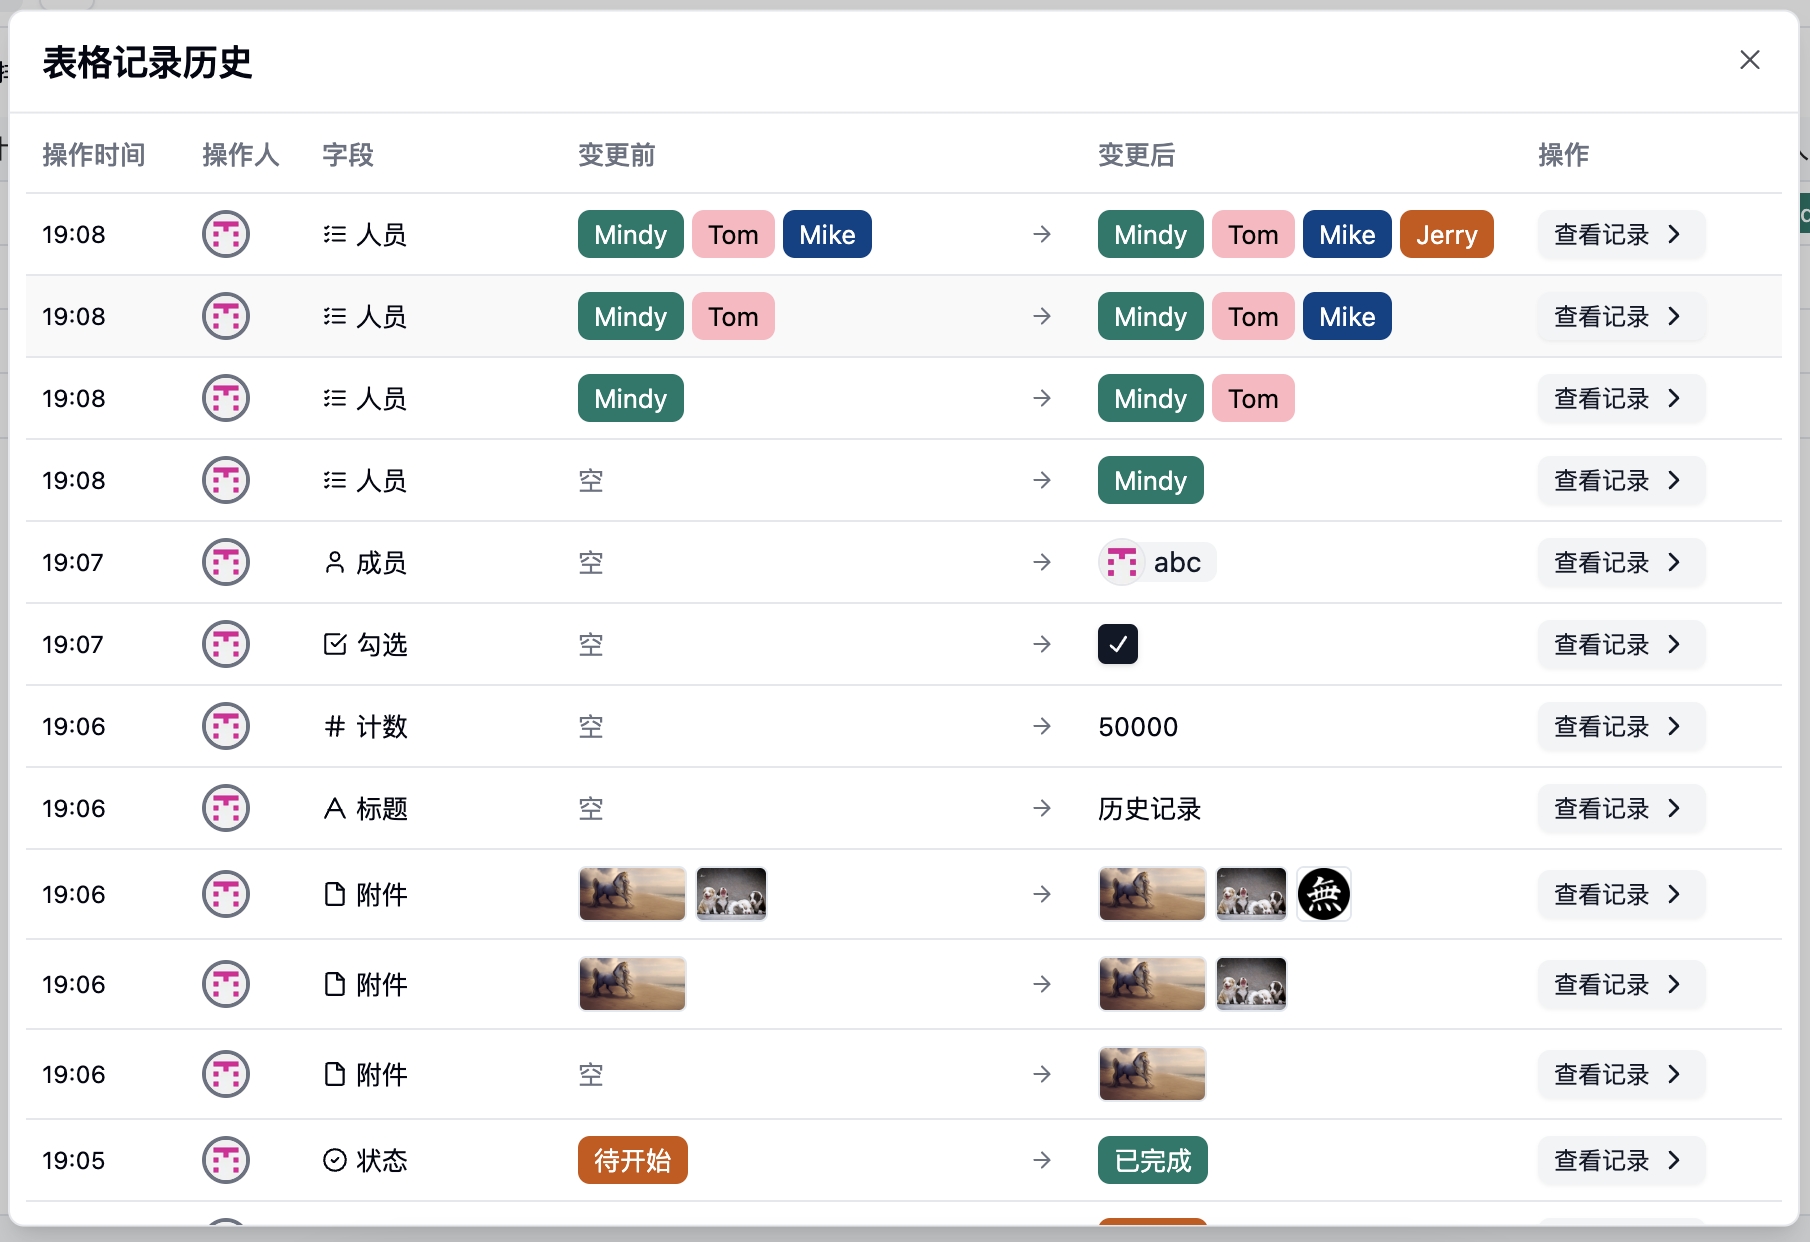 表格记录历史
操作时间 操作人 字段 变更前 变更后 操作
19:08 人员 Mindy Tom Mike → Mindy Tom Mike Jerry 查看记录
19:08 人员 Mindy Tom → Mindy Tom Mike 查看记录
19:08 人员 Mindy → Mindy Tom 查看记录
19:08 人员 空 → Mindy 查看记录
19:07 成员 空 → abc 查看记录
19:07 勾选 空 → 查看记录
19:06 # 计数 空 → 50000 查看记录
19:06 标题 空 → 历史记录 查看记录
19:06 附件 → 無 查看记录
19:06 附件 → 查看记录
19:06 附件 空 → 查看记录
19:05 状态 待开始 → 已完成 查看记录